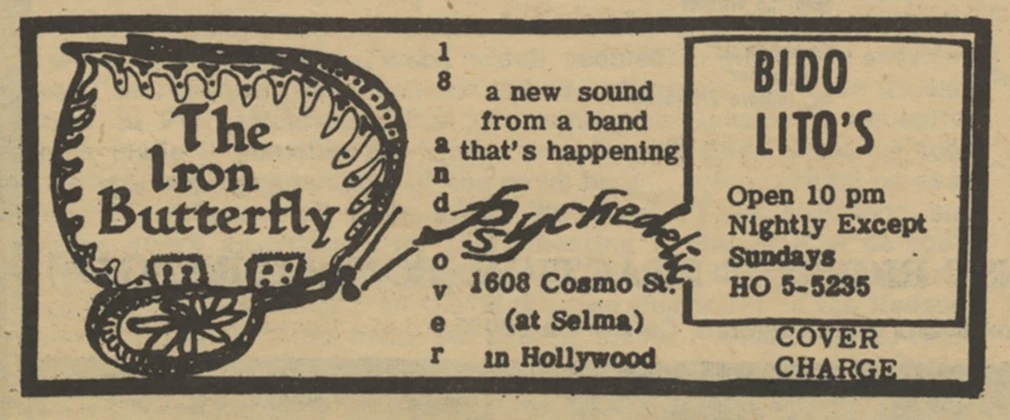 The
Iron
Butterfly
18 and over
a new sound
from a band
that's happening
Psychedelic
1608 Cosmo St.
(at Selma)
in Hollywood
BIDO
LITO'S
Open 10 pm
Nightly Except
Sundays
HO 5-5235
COVER
CHARGE